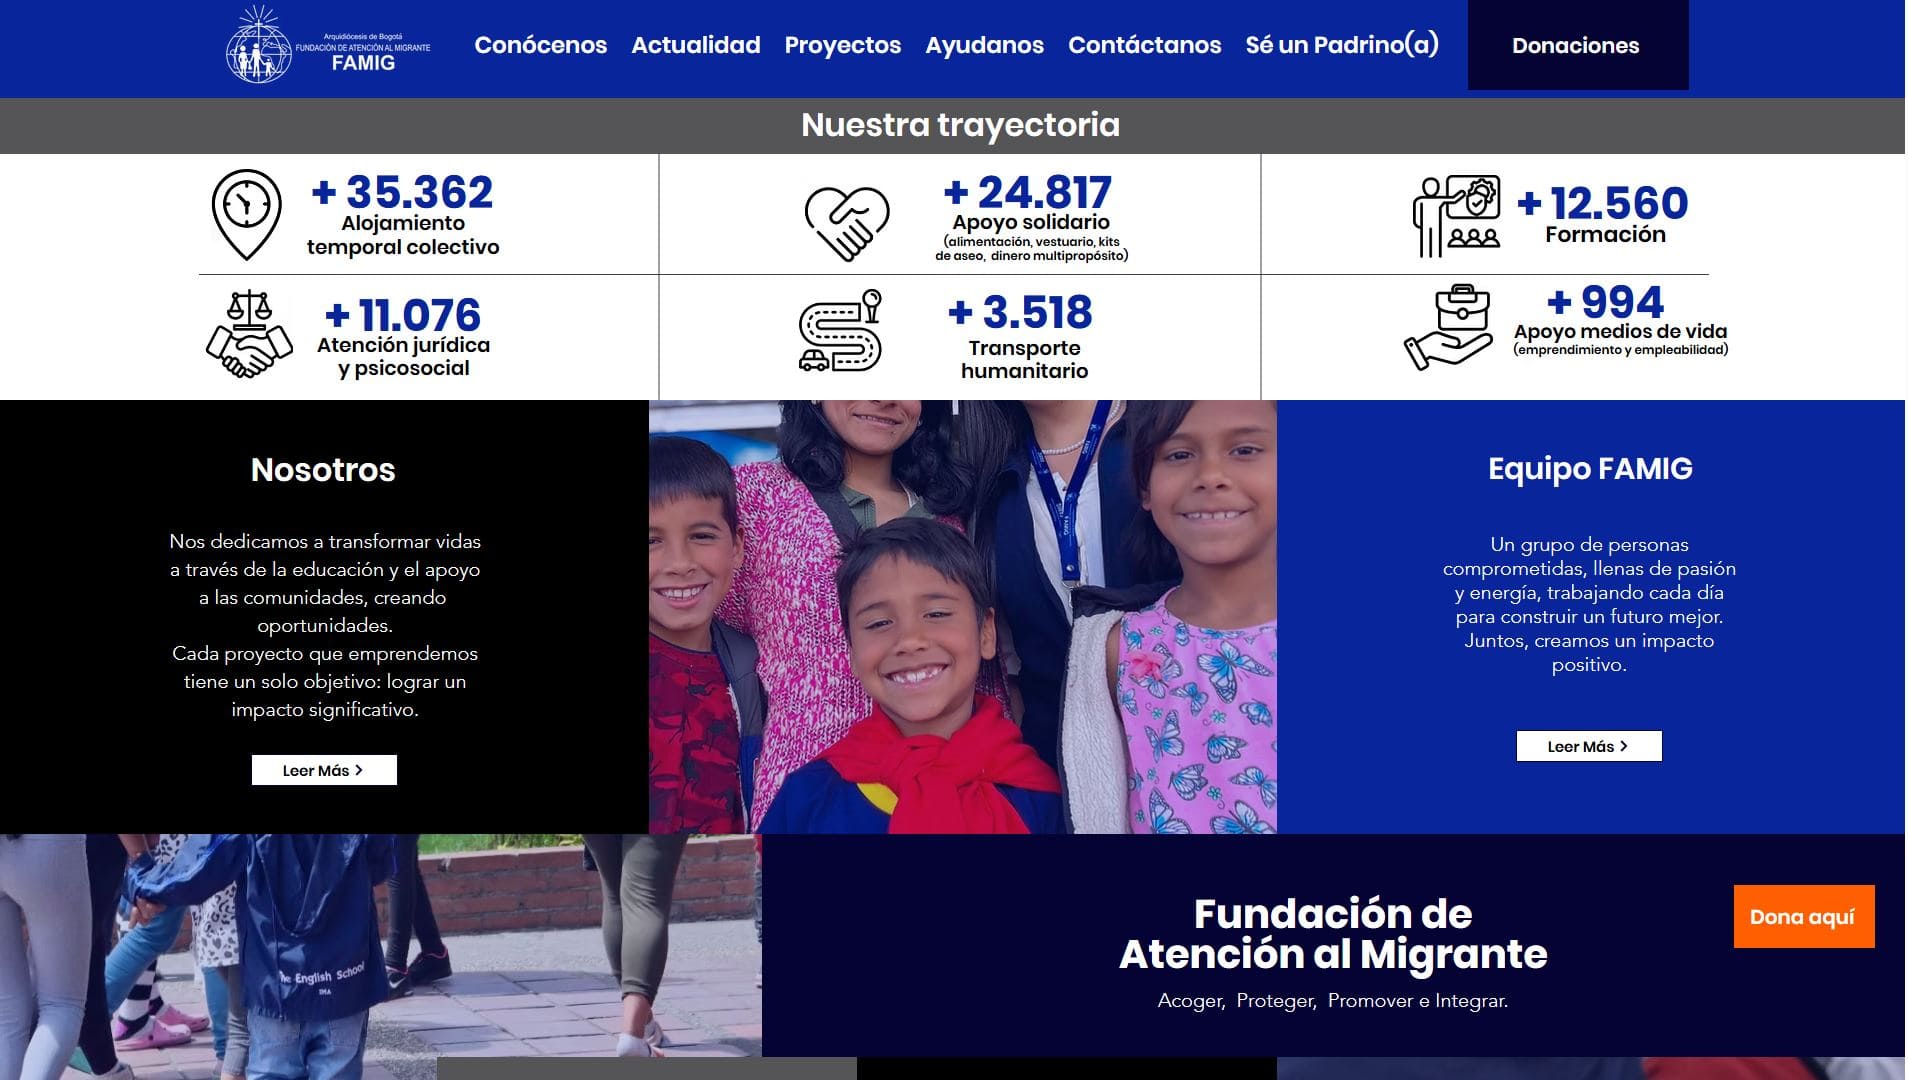 Arquidiócesis de Bogotá
FUNDACIÓN DE ATENCIÓN AL MIGRANTE
FAMIG
Conócenos
Actualidad
Proyectos
Ayudanos
Contáctanos
Sé un Padrino(a)
Donaciones
Nuestra trayectoria
+ 35.362
Alojamiento
temporal colectivo
+ 24.817
Apoyo solidario
(alimentación, vestuario, kits
de aseo, dinero multipropósito)
+ 12.560
Formación
+ 11.076
Atención jurídica
y psicosocial
+ 3.518
Transporte
humanitario
+ 994
Apoyo medios de vida
(emprendimiento y empleabilidad)
Nosotros
Nos dedicamos a transformar vidas
a través de la educación y el apoyo
a las comunidades, creando
oportunidades.
Cada proyecto que emprendemos
tiene un solo objetivo: lograr un
impacto significativo.
Leer Más
FAMIG
Equipo FAMIG
Un grupo de personas
comprometidas, llenas de pasión
y energía, trabajando cada día
para construir un futuro mejor.
Juntos, creamos un impacto
positivo.
Leer Más
The English School
Fundación de
Atención al Migrante
Acoger, Proteger, Promover e Integrar.
Dona aquí